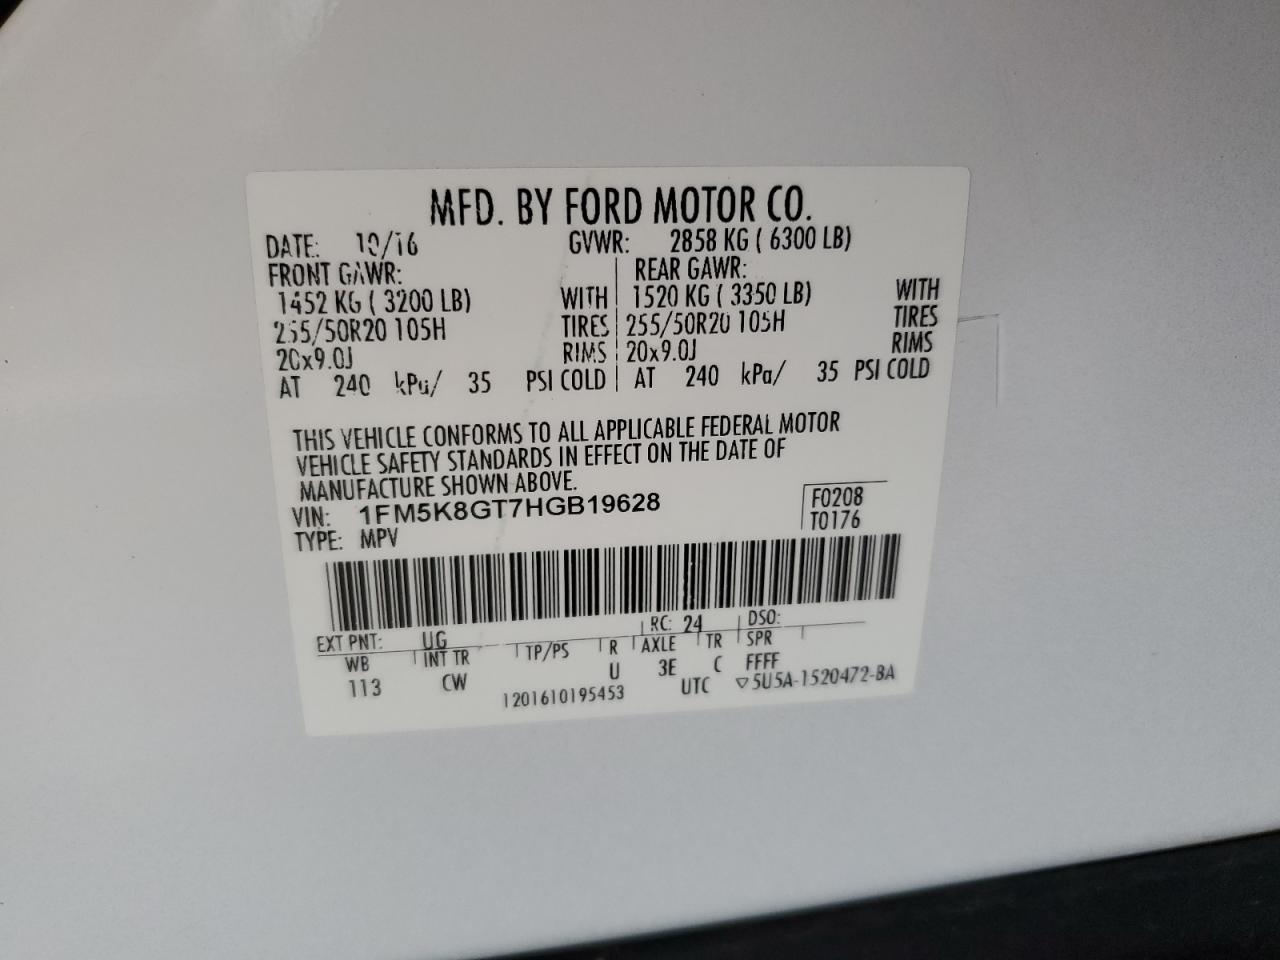 MFD. BY FORD MOTOR CO.
DATE: 10/16 GVWR: 2858 KG ( 6300 LB)
FRONT GAWR: REAR GAWR:
1452 KG ( 3200 LB) WITH 1520 KG ( 3350 LB) WITH
255/50R20 105H TIRES 255/50R20 105H TIRES
20x9.0J RIMS 20x9.0J RIMS
AT 240 kPa/ 35 PSI COLD AT 240 kPa/ 35 PSI COLD
THIS VEHICLE CONFORMS TO ALL APPLICABLE FEDERAL MOTOR
VEHICLE SAFETY STANDARDS IN EFFECT ON THE DATE OF
MANUFACTURE SHOWN ABOVE.
VIN: 1FM5K8GT7HGB19628 F0208
TYPE: MPV T0176
EXT PNT: UG RC: 24 DSO:
WB INT TR TP/PS R AXLE TR SPR
113 CW U 3E C FFFF
1201610195453 UTC ▽5U5A-1520472-BA